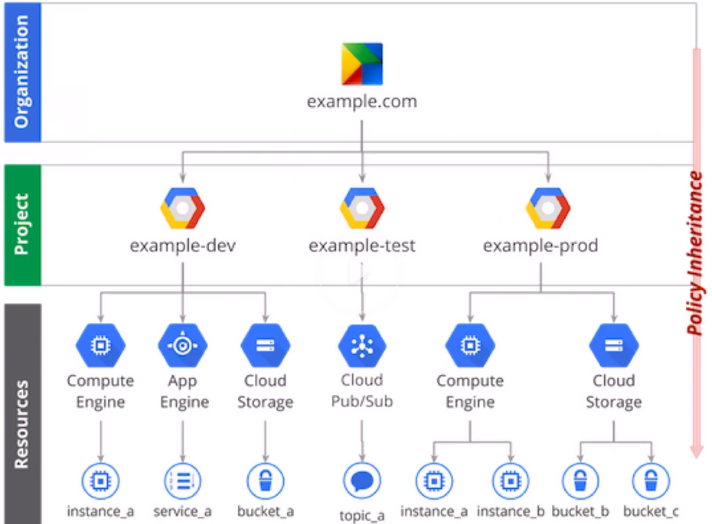 Organization
example.com
Project
example-dev
example-test
example-prod
Policy Inheritance
Resources
Compute
Engine
App
Engine
Cloud
Storage
Cloud
Pub/Sub
Compute
Engine
Cloud
Storage
instance_a
service_a
bucket_a
topic_a
instance_a
instance_b
bucket_b
bucket_c